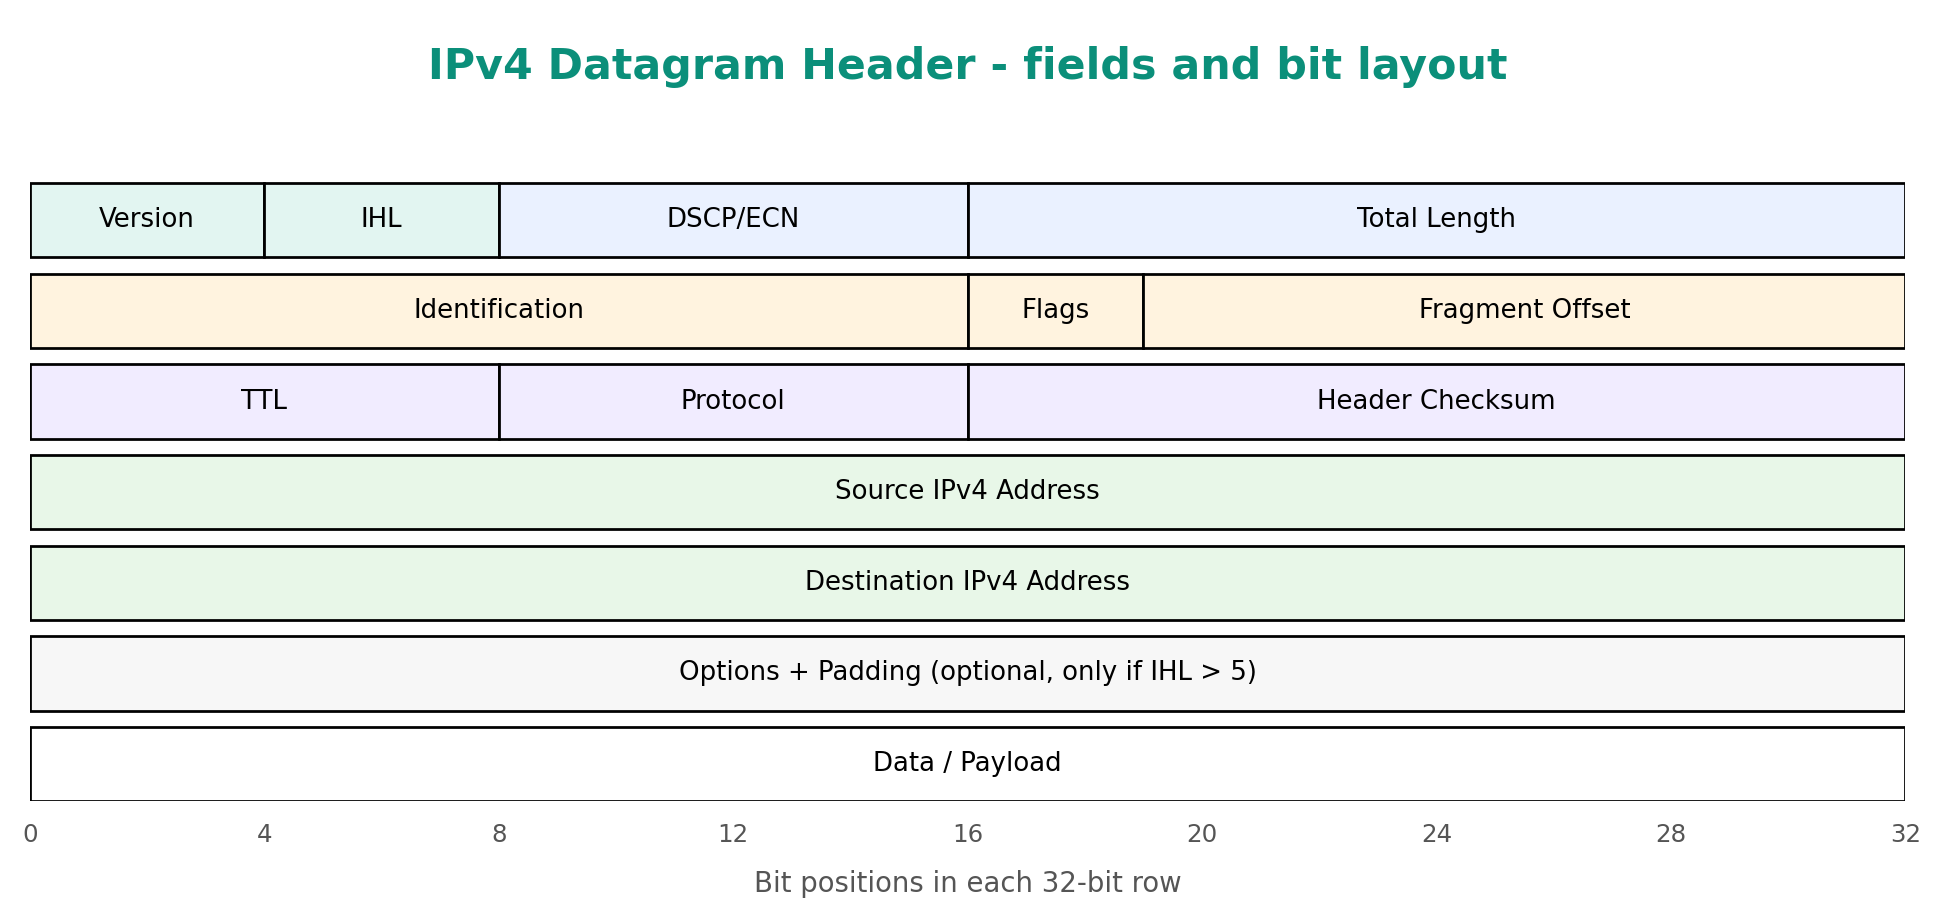 IPv4 Datagram Header - fields and bit layout
Version IHL DSCP/ECN Total Length
Identification Flags Fragment Offset
TTL Protocol Header Checksum
Source IPv4 Address
Destination IPv4 Address
Options + Padding (optional, only if IHL > 5)
Data / Payload
0 4 8 12 16 20 24 28 32
Bit positions in each 32-bit row